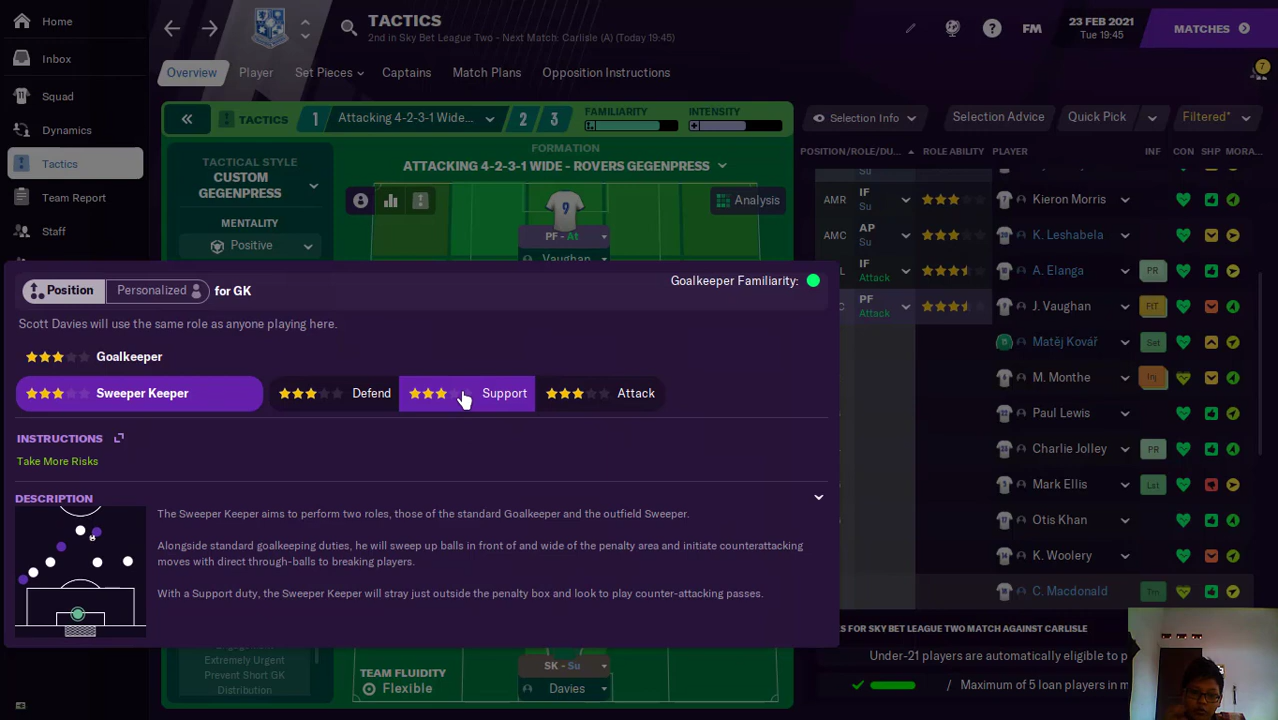 Home
Inbox
Squad
Dynamics
Tactics
Team Report
Staff
TACTICS
2nd in Sky Bet League Two - Next Match: Carlisle (A) (Today 19:45)
FM
23 FEB 2021
Tue 19:45
MATCHES
7
Overview
Player
Set Pieces
Captains
Match Plans
Opposition Instructions
TACTICS
1
Attacking 4-2-3-1 Wide...
2
3
FAMILIARITY
INTENSITY
Selection Info
Selection Advice
Quick Pick
Filtered*
TACTICAL STYLE
CUSTOM
GEGENPRESS
MENTALITY
Positive
FORMATION
ATTACKING 4-2-3-1 WIDE - ROVERS GEGENPRESS
Analysis
9
PF - At
Vaughan
POSITION/ROLE/DU...
ROLE ABILITY
PLAYER
INF
CON
SHP
MORA...
Su
AMR
IF
Su
Kieron Morris
AMC
AP
Su
K. Leshabela
L
IF
Attack
A. Elanga
PR
C
PF
Attack
J. Vaughan
FtT
Matěj Kovář
Set
M. Monthe
Inj
Paul Lewis
Charlie Jolley
PR
Mark Ellis
Lst
Otis Khan
K. Woolery
C. Macdonald
Trn
Position
Personalized
for GK
Goalkeeper Familiarity:
Scott Davies will use the same role as anyone playing here.
Goalkeeper
Sweeper Keeper
Defend
Support
Attack
INSTRUCTIONS
Take More Risks
DESCRIPTION
The Sweeper Keeper aims to perform two roles, those of the standard Goalkeeper and the outfield Sweeper.
Alongside standard goalkeeping duties, he will sweep up balls in front of and wide of the penalty area and initiate counterattacking
moves with direct through-balls to breaking players.
With a Support duty, the Sweeper Keeper will stray just outside the penalty box and look to play counter-attacking passes.
Extremely Urgent
Prevent Short GK
Distribution
TEAM FLUIDITY
Flexible
SK - Su
Davies
S FOR SKY BET LEAGUE TWO MATCH AGAINST CARLISLE
Under-21 players are automatically eligible to p
/ Maximum of 5 loan players in m